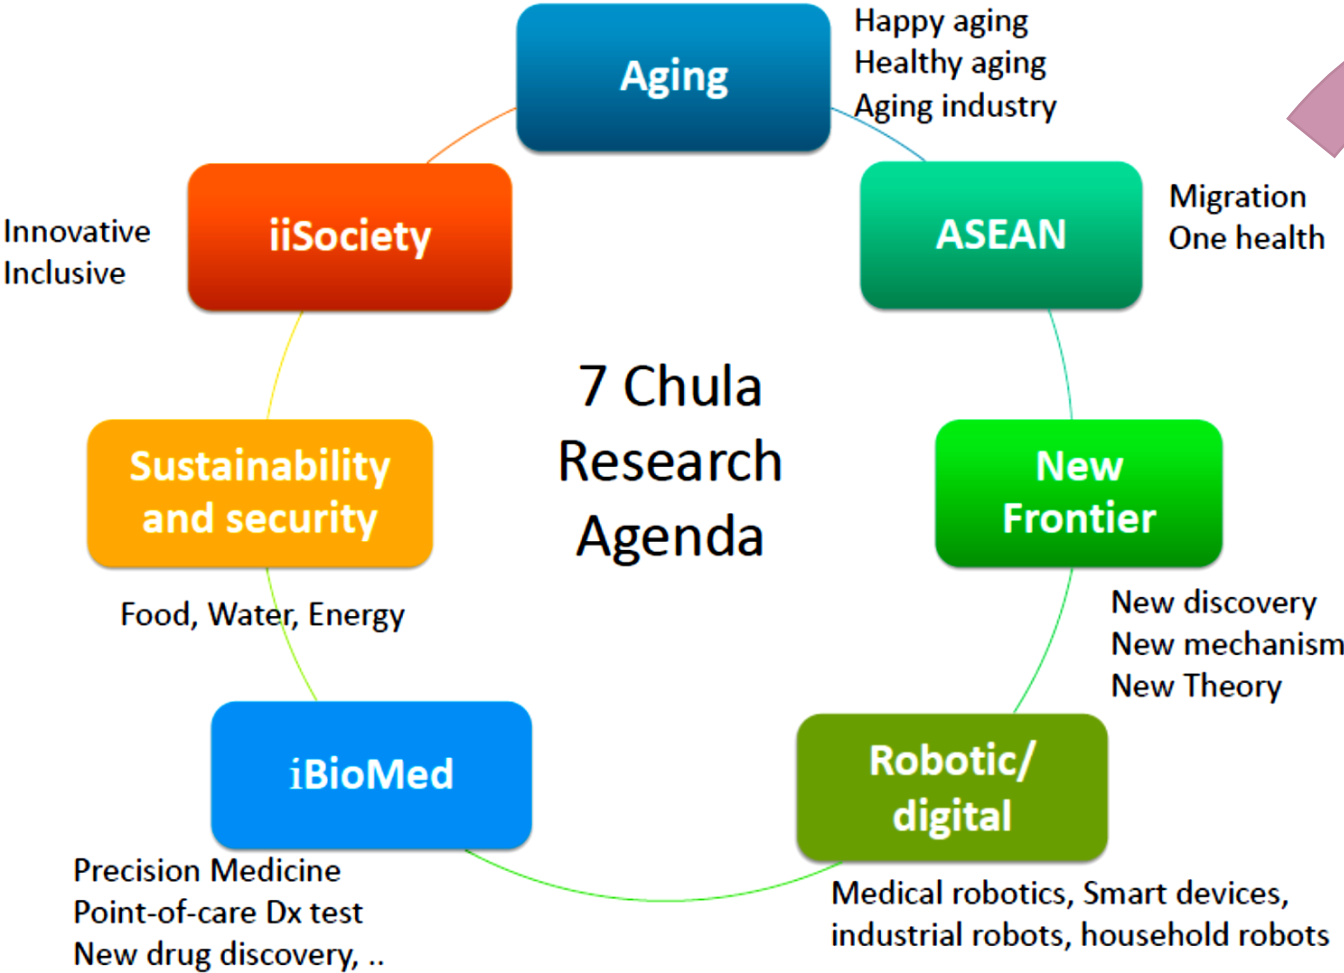 Aging
Happy aging
Healthy aging
Aging industry
iiSociety
Innovative
Inclusive
ASEAN
Migration
One health
7 Chula
Research
Agenda
Sustainability
and security
Food, Water, Energy
New
Frontier
New discovery
New mechanism
New Theory
iBioMed
Precision Medicine
Point-of-care Dx test
New drug discovery, ..
Robotic/
digital
Medical robotics, Smart devices,
industrial robots, household robots